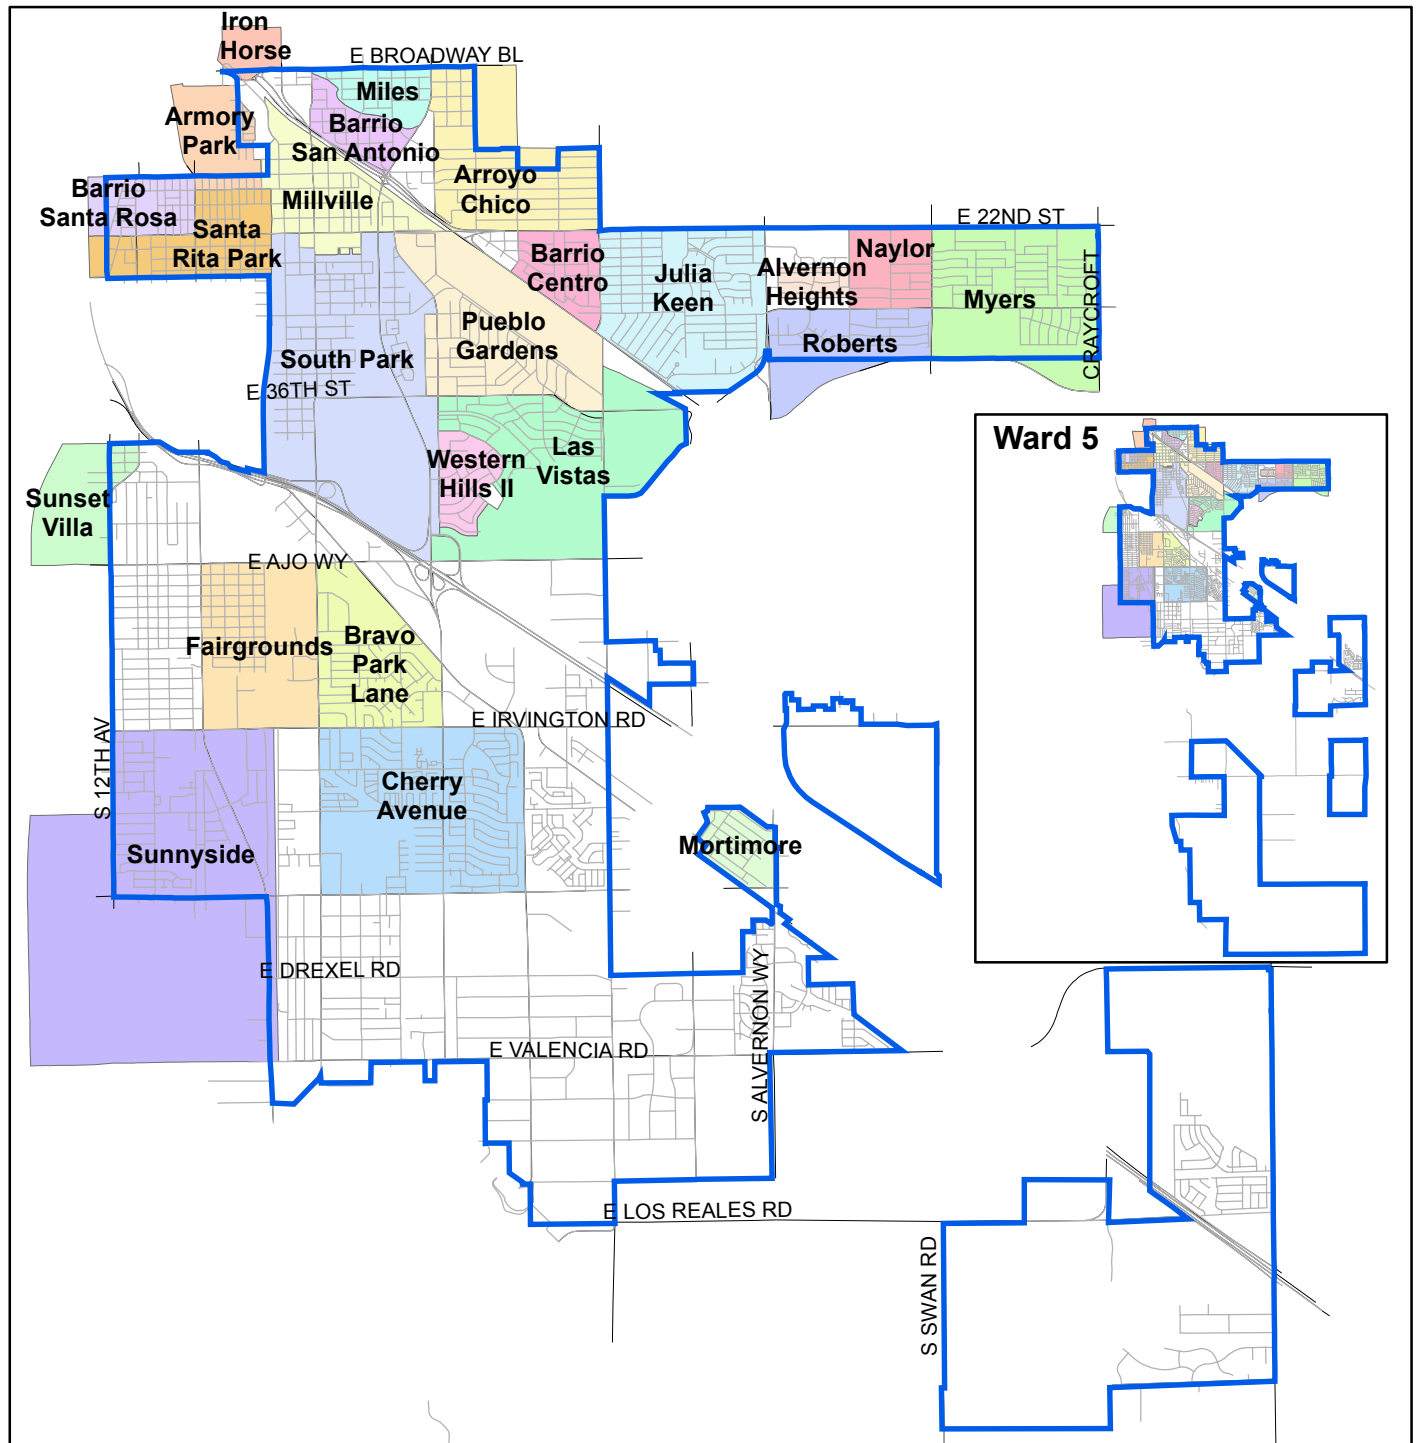 Iron
Horse
E BROADWAY BL
Miles
Armory
Park
Barrio
San Antonio
Arroyo
Chico
Barrio
Santa Rosa
Millville
Santa
Rita Park
E 22ND ST
Barrio
Centro
Julia
Keen
Alvernon
Heights
Naylor
Myers
CRAYCROFT
Pueblo
Gardens
South Park
Roberts
E 36TH ST
Ward 5
Western
Hills II
Las
Vistas
Sunset
Villa
E AJO WY
Fairgrounds
Bravo
Park
Lane
E IRVINGTON RD
S 12TH AV
Cherry
Avenue
Sunnyside
Mortimore
E DREXEL RD
S ALVERNON WY
E VALENCIA RD
E LOS REALES RD
S SWAN RD